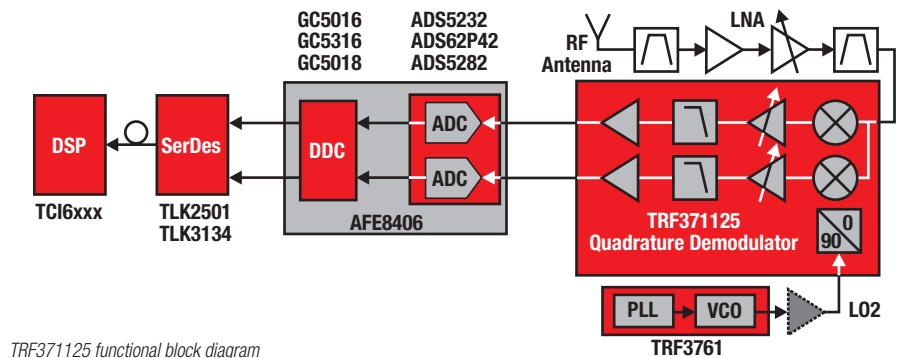 GC5016
GC5316
GC5018
ADS5232
ADS62P42
ADS5282
RF
Antenna
LNA
DSP
TCI6xxx
SerDes
TLK2501
TLK3134
DDC
ADC
ADC
AFE8406
TRF371125
Quadrature Demodulator
0
90
PLL
VCO
LO2
TRF3761
TRF371125 functional block diagram